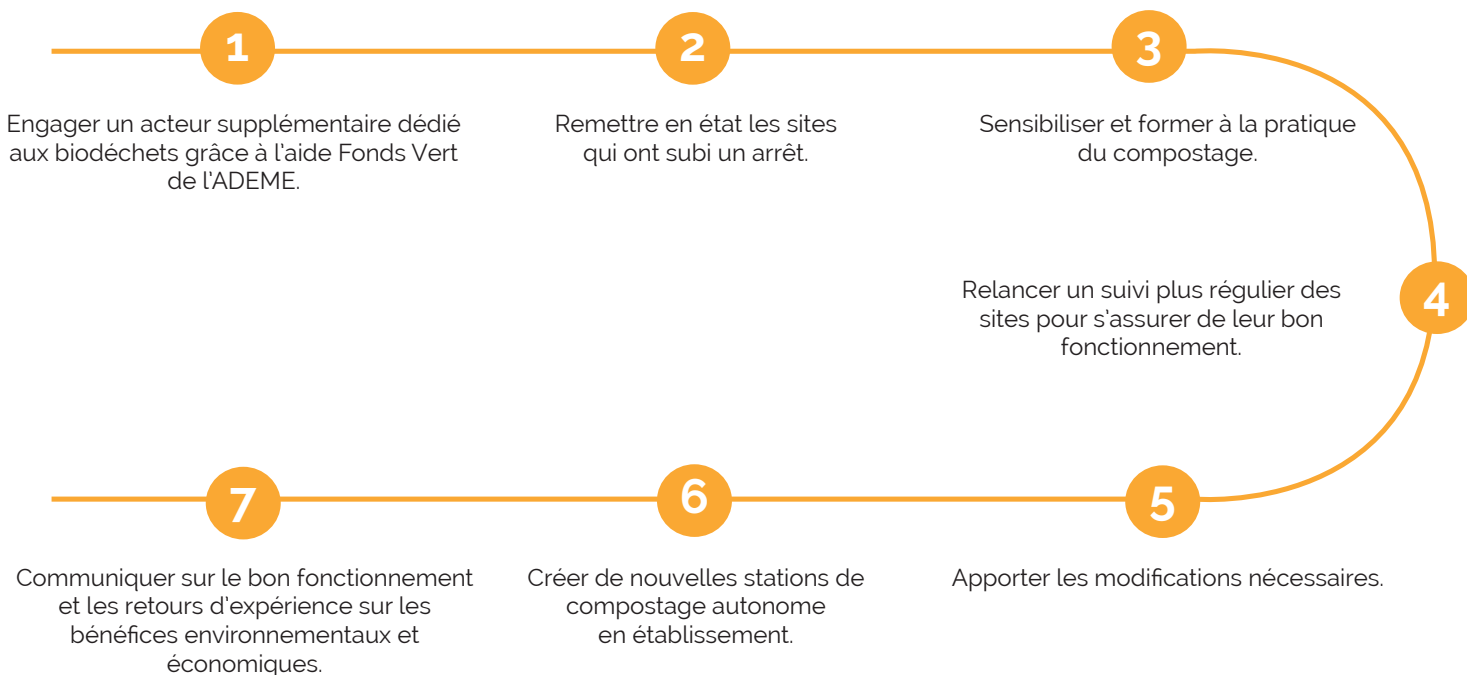 1
Engager un acteur supplémentaire dédié
aux biodéchets grâce à l'aide Fonds Vert
de l'ADEME.
2
Remettre en état les sites
qui ont subi un arrêt.
3
Sensibiliser et former à la pratique
du compostage.
4
Relancer un suivi plus régulier des
sites pour s'assurer de leur bon
fonctionnement.
5
Apporter les modifications nécessaires.
6
Créer de nouvelles stations de
compostage autonome
en établissement.
7
Communiquer sur le bon fonctionnement
et les retours d'expérience sur les
bénéfices environnementaux et
économiques.